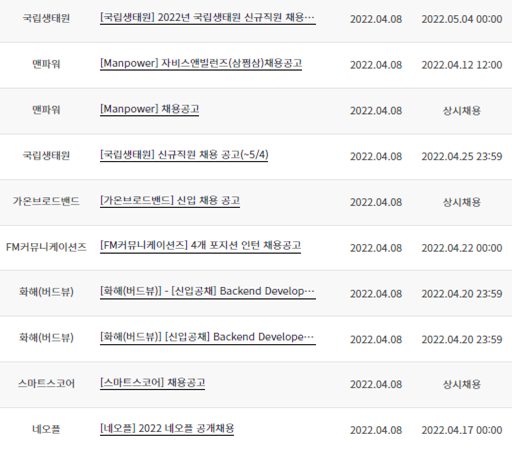 국립생태원 [국립생태원] 2022년 국립생태원 신규직원 채용… 2022.04.08 2022.05.04 00:00
맨파워 [Manpower] 자비스앤빌런즈(삼쩜삼)채용공고 2022.04.08 2022.04.12 12:00
맨파워 [Manpower] 채용공고 2022.04.08 상시채용
국립생태원 [국립생태원] 신규직원 채용 공고(~5/4) 2022.04.08 2022.04.25 23:59
가온브로드밴드 [가온브로드밴드] 신입 채용 공고 2022.04.08 상시채용
FM커뮤니케이션즈 [FM커뮤니케이션즈] 4개 포지션 인턴 채용공고 2022.04.08 2022.04.22 00:00
화해(버드뷰) [화해(버드뷰)] - [신입공채] Backend Develop… 2022.04.08 2022.04.20 23:59
화해(버드뷰) [화해(버드뷰)] [신입공채] Backend Develope… 2022.04.08 2022.04.20 23:59
스마트스코어 [스마트스코어] 채용공고 2022.04.08 상시채용
네오플 [네오플] 2022 네오플 공개채용 2022.04.08 2022.04.17 00:00